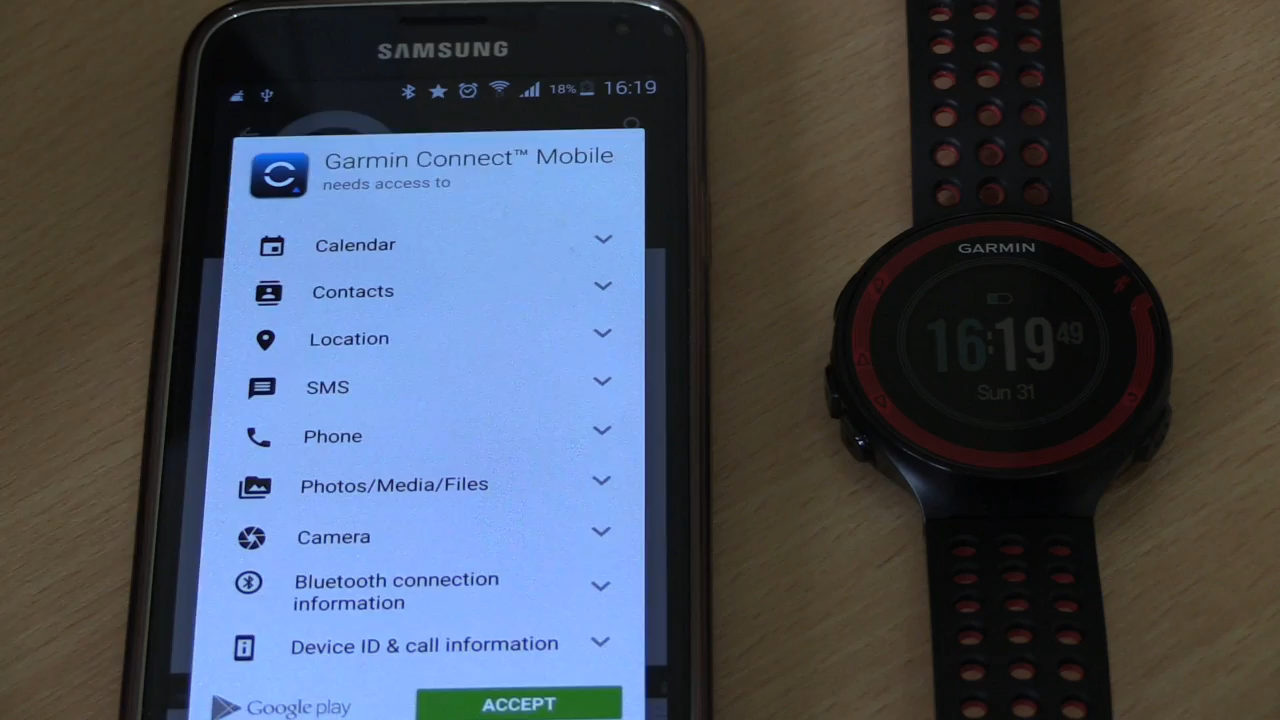 SAMSUNG
18% 16:19
Garmin Connect™ Mobile
needs access to
Calendar
Contacts
Location
SMS
Phone
Photos/Media/Files
Camera
Bluetooth connection
information
Device ID & call information
Google play
ACCEPT
GARMIN
16:19 49
Sun 31